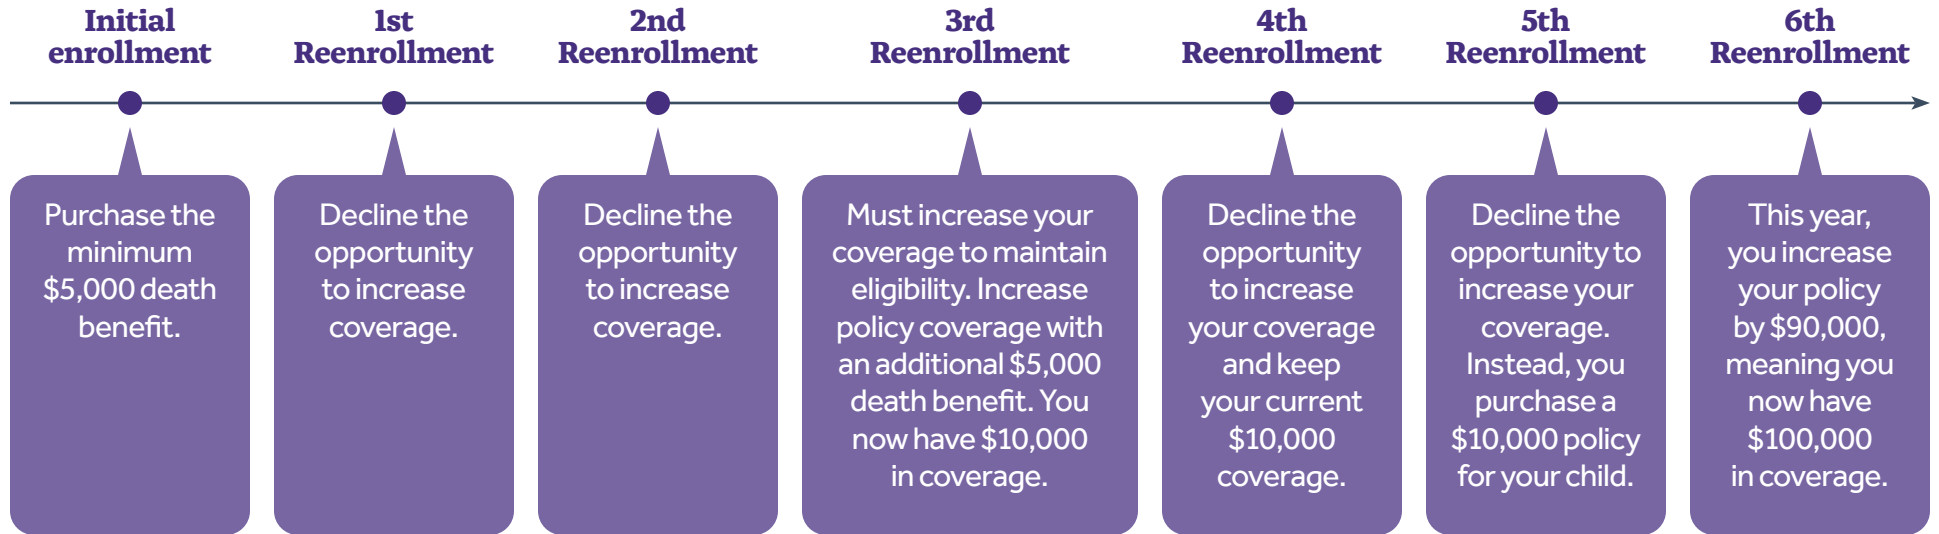 Initial
enrollment
1st
Reenrollment
2nd
Reenrollment
3rd
Reenrollment
4th
Reenrollment
5th
Reenrollment
6th
Reenrollment
Purchase the
minimum
$5,000 death
benefit.
Decline the
opportunity
to increase
coverage.
Decline the
opportunity
to increase
coverage.
Must increase your
coverage to maintain
eligibility. Increase
policy coverage with
an additional $5,000
death benefit. You
now have $10,000
in coverage.
Decline the
opportunity
to increase
your coverage
and keep
your current
$10,000
coverage.
Decline the
opportunity to
increase your
coverage.
Instead, you
purchase a
$10,000 policy
for your child.
This year,
you increase
your policy
by $90,000,
meaning you
now have
$100,000
in coverage.